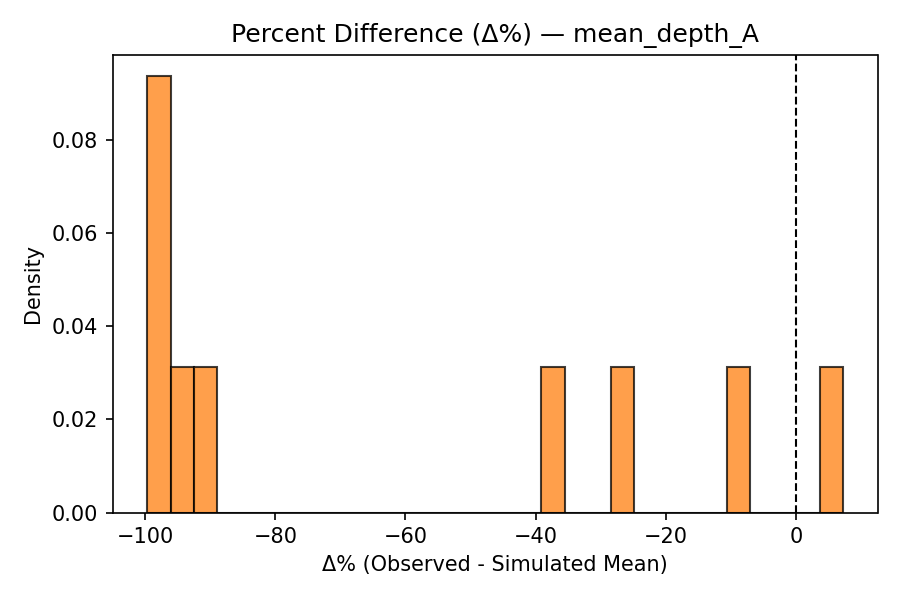 Percent Difference (Δ%) — mean_depth_A
Density
0.08
0.06
0.04
0.02
0.00
−100 −80 −60 −40 −20 0
Δ% (Observed - Simulated Mean)